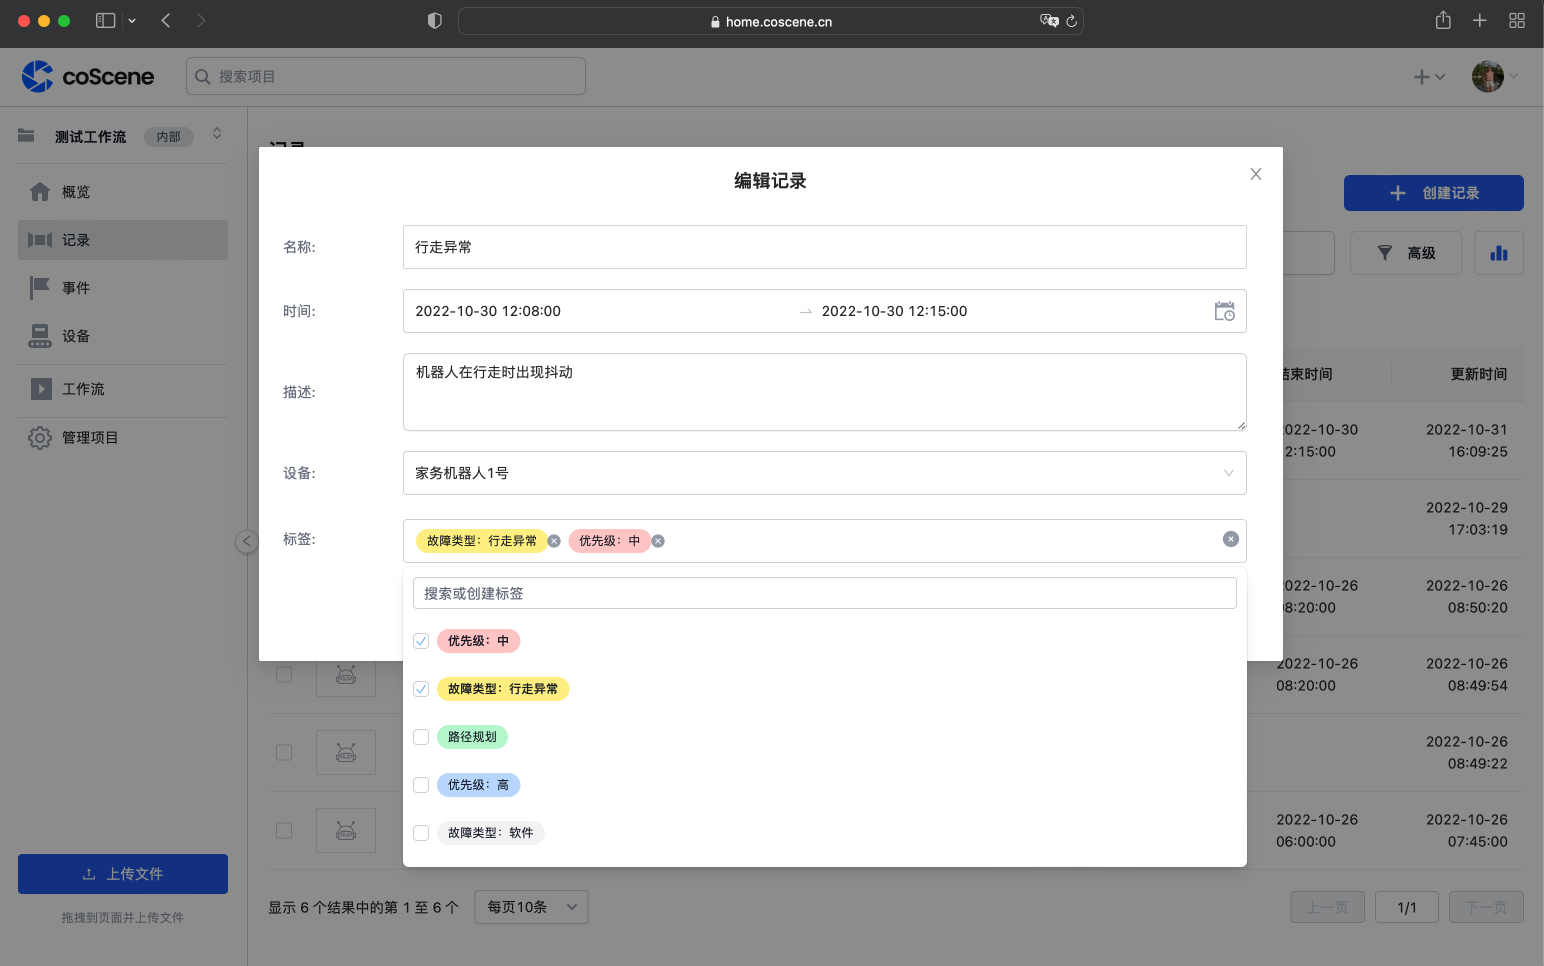 home.coscene.cn
coScene
搜索项目
测试工作流
内部
概览
记录
事件
设备
工作流
管理项目
上传文件
拖拽到页面并上传文件
创建记录
高级
编辑记录
名称:
行走异常
时间:
2022-10-30 12:08:00
2022-10-30 12:15:00
描述:
机器人在行走时出现抖动
设备:
家务机器人1号
标签:
故障类型：行走异常
优先级：中
搜索或创建标签
优先级：中
故障类型：行走异常
路径规划
优先级：高
故障类型：软件
结束时间
更新时间
2022-10-30
12:15:00
2022-10-31
16:09:25
2022-10-29
17:03:19
2022-10-26
08:20:00
2022-10-26
08:50:20
2022-10-26
08:20:00
2022-10-26
08:49:54
2022-10-26
08:49:22
2022-10-26
06:00:00
2022-10-26
07:45:00
显示 6 个结果中的第 1 至 6 个
每页10条
上一页
1/1
下一页